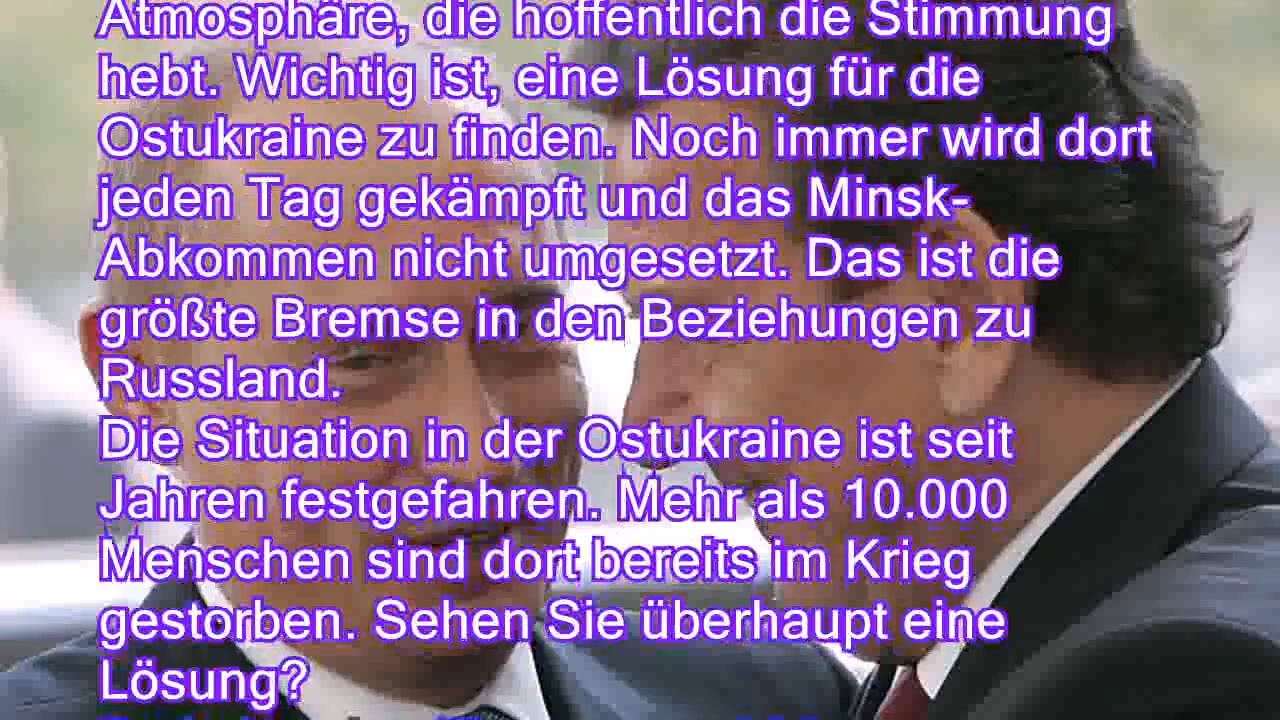 Atmosphäre, die hoffentlich die Stimmung
hebt. Wichtig ist, eine Lösung für die
Ostukraine zu finden. Noch immer wird dort
jeden Tag gekämpft und das Minsk-
Abkommen nicht umgesetzt. Das ist die
größte Bremse in den Beziehungen zu
Russland.
Die Situation in der Ostukraine ist seit
Jahren festgefahren. Mehr als 10.000
Menschen sind dort bereits im Krieg
gestorben. Sehen Sie überhaupt eine
Lösung?